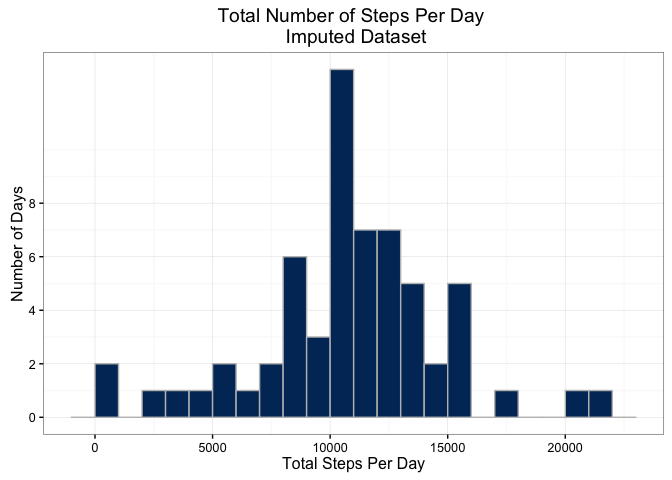 Total Number of Steps Per Day
Imputed Dataset
Number of Days
8
6
4
2
0
0 5000 10000 15000 20000
Total Steps Per Day